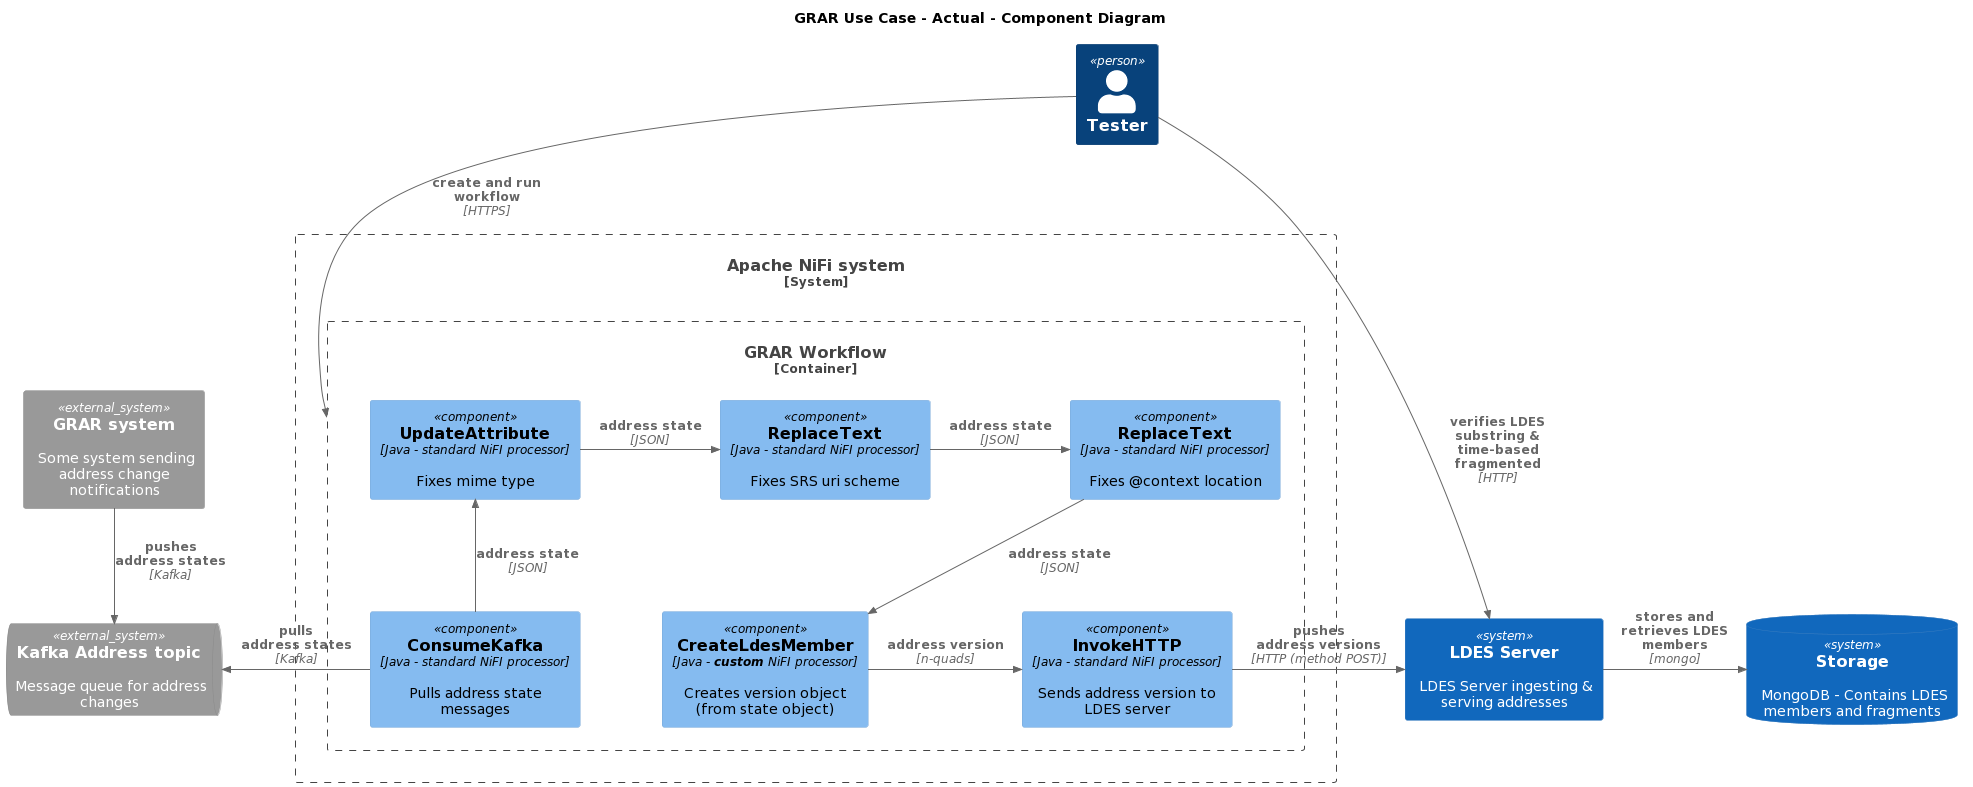 GRAR Use Case - Actual - Component Diagram
«person»
Tester
create and run
workflow
[HTTPS]
Apache NiFi system
[System]
GRAR Workflow
[Container]
«external_system»
GRAR system
Some system sending
address change
notifications
«component»
UpdateAttribute
[Java - standard NiFI processor]
Fixes mime type
address state
[JSON]
«component»
ReplaceText
[Java - standard NiFI processor]
Fixes SRS uri scheme
address state
[JSON]
«component»
ReplaceText
[Java - standard NiFI processor]
Fixes @context location
verifies LDES
substring &
time-based
fragmented
[HTTP]
pushes
address states
[Kafka]
address state
[JSON]
address state
[JSON]
«external_system»
Kafka Address topic
Message queue for address
changes
pulls
address states
[Kafka]
«component»
ConsumeKafka
[Java - standard NiFI processor]
Pulls address state
messages
«component»
CreateLdesMember
[Java - custom NiFI processor]
Creates version object
(from state object)
address version
[n-quads]
«component»
InvokeHTTP
[Java - standard NiFI processor]
Sends address version to
LDES server
pushes
address versions
[HTTP (method POST)]
«system»
LDES Server
LDES Server ingesting &
serving addresses
stores and
retrieves LDES
members
[mongo]
«system»
Storage
MongoDB - Contains LDES
members and fragments